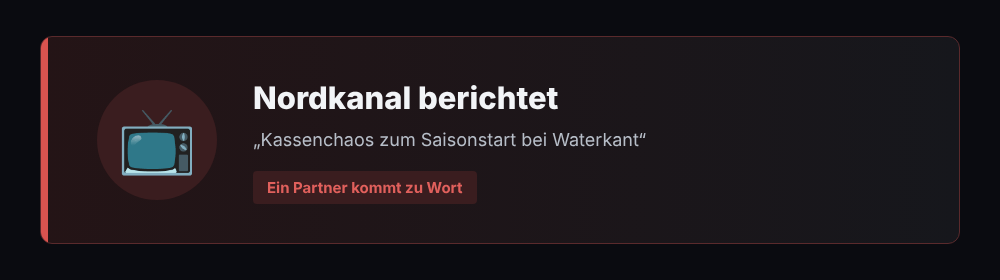 Nordkanal berichtet
„Kassenchaos zum Saisonstart bei Waterkant“
Ein Partner kommt zu Wort